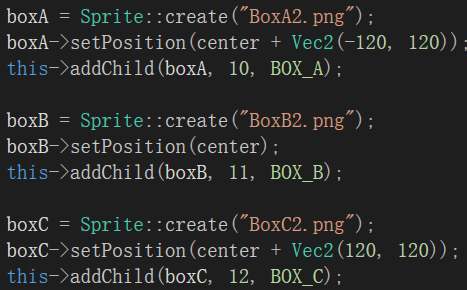 boxA = Sprite::create("BoxA2.png");
boxA->setPosition(center + Vec2(-120, 120));
this->addChild(boxA, 10, BOX_A);
boxB = Sprite::create("BoxB2.png");
boxB->setPosition(center);
this->addChild(boxB, 11, BOX_B);
boxC = Sprite::create("BoxC2.png");
boxC->setPosition(center + Vec2(120, 120));
this->addChild(boxC, 12, BOX_C);